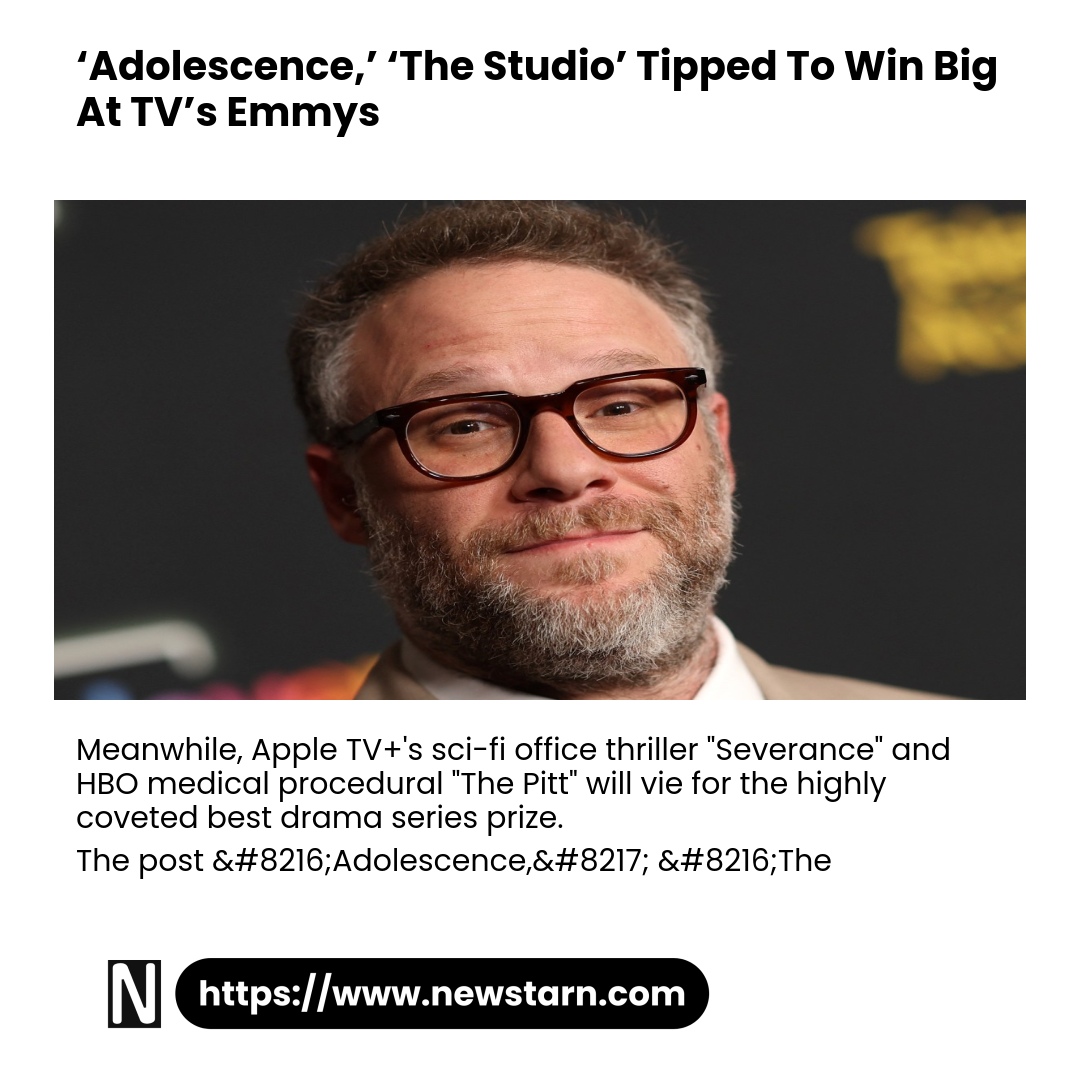 ‘Adolescence,’ ‘The Studio’ Tipped To Win Big
At TV’s Emmys
Meanwhile, Apple TV+'s sci-fi office thriller "Severance" and
HBO medical procedural "The Pitt" will vie for the highly
coveted best drama series prize.
The post &#8216;Adolescence,&#8217; &#8216;The
N
https://www.newstarn.com